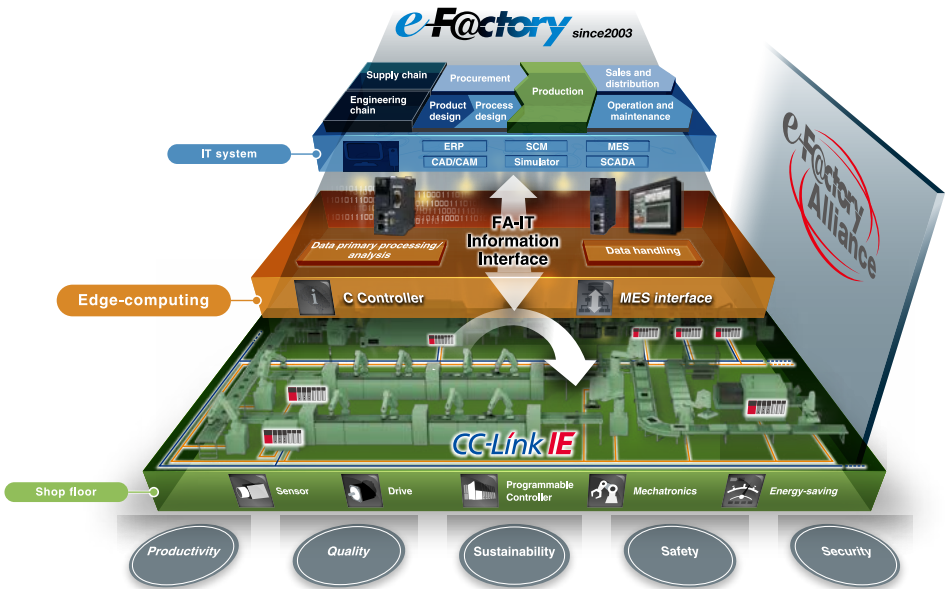 e-F@ctory since2003
Supply chain
Procurement
Production
Sales and
distribution
Engineering
chain
Product
design
Process
design
Operation and
maintenance
IT system
ERP
SCM
MES
CAD/CAM
Simulator
SCADA
FA-IT
Information
Interface
Data primary processing/
analysis
Data handling
Edge-computing
C Controller
MES interface
e-F@ctory
Alliance
CC-Link IE
Shop floor
Sensor
Drive
Programmable
Controller
Mechatronics
Energy-saving
Productivity
Quality
Sustainability
Safety
Security